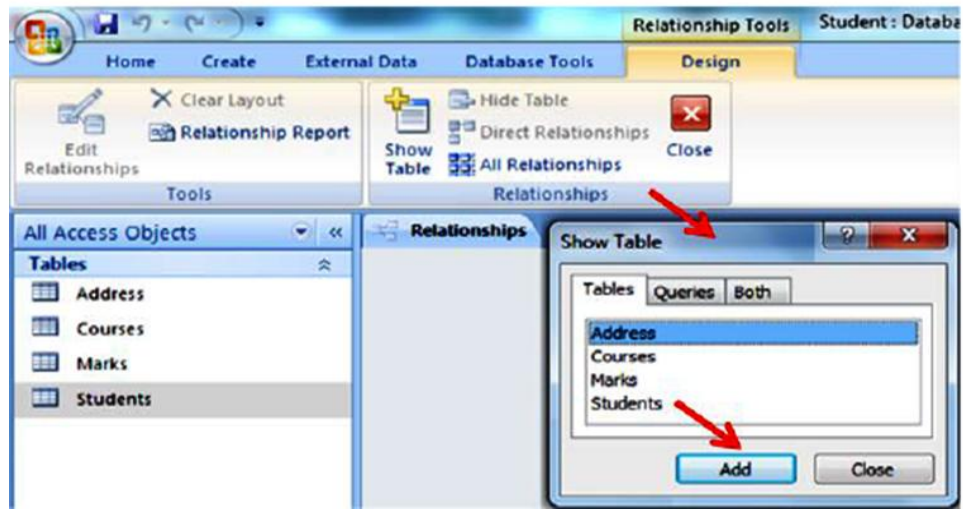 Relationship Tools
Student : Databa
Home Create External Data Database Tools Design
Edit Relationships
Clear Layout
Relationship Report
Tools
Show Table
Hide Table
Direct Relationships
All Relationships
Close
Relationships
All Access Objects
Tables
Address
Courses
Marks
Students
Relationships
Show Table
Tables Queries Both
Address
Courses
Marks
Students
Add Close